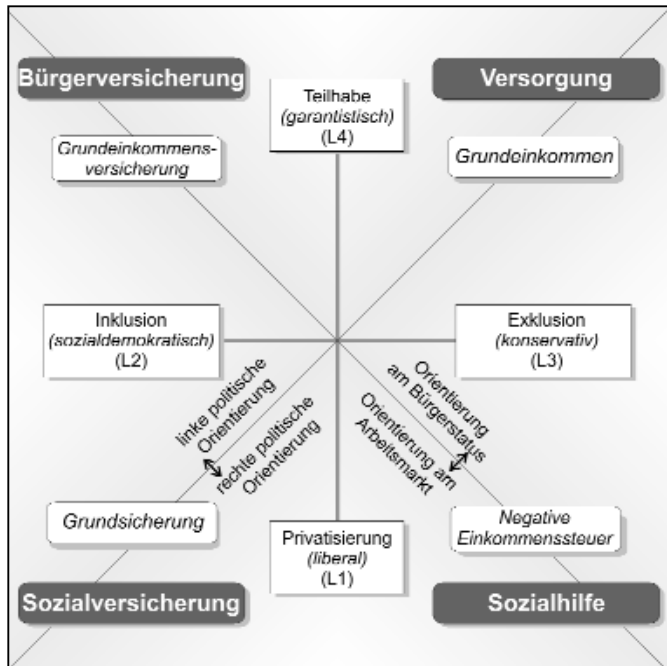 Bürgerversicherung
Versorgung
Teilhabe
(garantistisch)
(L4)
Grundeinkommens-
versicherung
Grundeinkommen
Inklusion
(sozialdemokratisch)
(L2)
Exklusion
(konservativ)
(L3)
linke politische
Orientierung
rechte politische
Orientierung
Orientierung
am Bürgerstatus
Orientierung am
Arbeitsmarkt
Grundsicherung
Privatisierung
(liberal)
(L1)
Negative
Einkommenssteuer
Sozialversicherung
Sozialhilfe